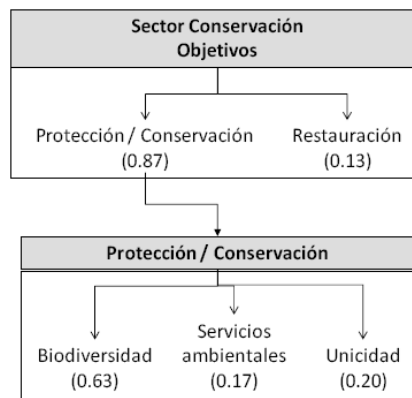 Sector Conservación
Objetivos
Protección / Conservación
(0.87)
Restauración
(0.13)
Protección / Conservación
Biodiversidad
(0.63)
Servicios
ambientales
(0.17)
Unicidad
(0.20)